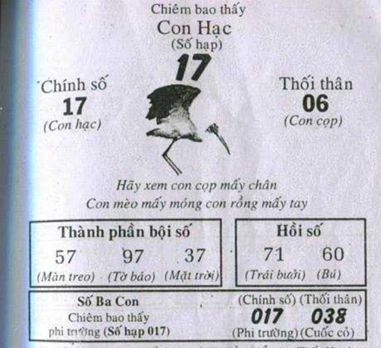 Chiêm bao thấy
Con Hạc
(Số hạp)
17
Chính số
17
(Con hạc)
Thối thân
06
(Con cọp)
Hãy xem con cọp mấy chân
Con mèo mấy móng con rồng mấy tay
Thành phần bội số
57 97 37
(Màn treo) (Tờ báo) (Mặt trời)
Hồi số
71 60
(Trái bưởi) (Bú)
Số Ba Con
Chiêm bao thấy
phi trường (Số hạp 017)
(Chính số) (Thối thân)
017 038
(Phi trường) (Cuốc cỏ)